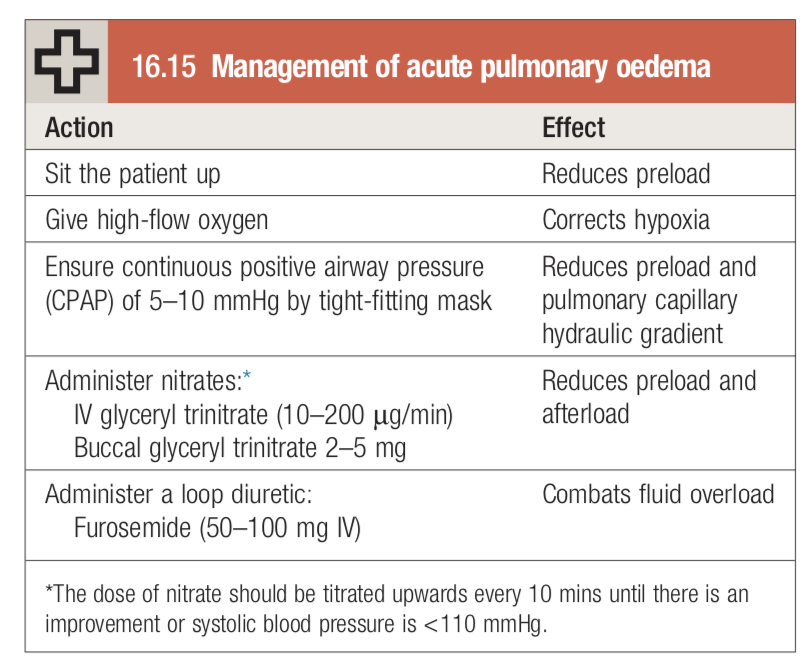 16.15 Management of acute pulmonary oedema
Action Effect
Sit the patient up Reduces preload
Give high-flow oxygen Corrects hypoxia
Ensure continuous positive airway pressure Reduces preload and
(CPAP) of 5–10 mmHg by tight-fitting mask pulmonary capillary
hydraulic gradient
Administer nitrates:* Reduces preload and
IV glyceryl trinitrate (10–200 μg/min) afterload
Buccal glyceryl trinitrate 2–5 mg
Administer a loop diuretic: Combats fluid overload
Furosemide (50–100 mg IV)
*The dose of nitrate should be titrated upwards every 10 mins until there is an
improvement or systolic blood pressure is <110 mmHg.